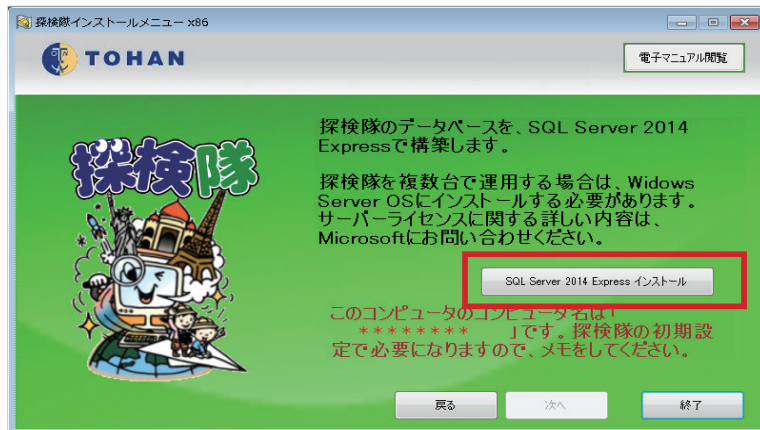 探検隊インストールメニュー x86
TOHAN
電子マニュアル閲覧
探検隊
探検隊のデータベースを、SQL Server 2014
Expressで構築します。
探検隊を複数台で運用する場合は、Widows
Server OSにインストールする必要があります。
サーバーライセンスに関する詳しい内容は、
Microsoftにお問い合わせください。
SQL Server 2014 Express インストール
このコンピュータのコンピュータ名は「
******** 」です。探検隊の初期設
定で必要になりますので、メモをしてください。
戻る
次へ
終了